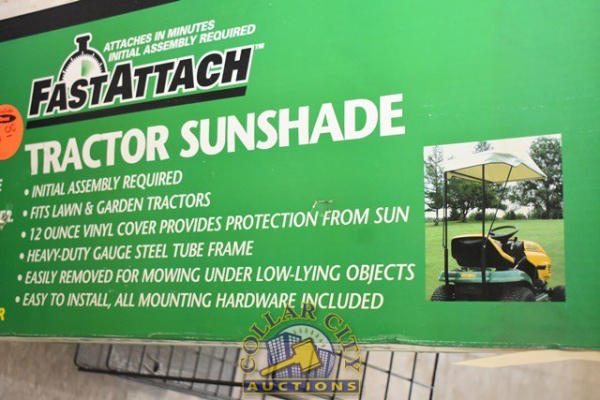 ATTACHES IN MINUTES
INITIAL ASSEMBLY REQUIRED
FASTATTACH™
TRACTOR SUNSHADE
• INITIAL ASSEMBLY REQUIRED
• FITS LAWN & GARDEN TRACTORS
• 12 OUNCE VINYL COVER PROVIDES PROTECTION FROM SUN
• HEAVY-DUTY GAUGE STEEL TUBE FRAME
• EASILY REMOVED FOR MOWING UNDER LOW-LYING OBJECTS
• EASY TO INSTALL, ALL MOUNTING HARDWARE INCLUDED
COLLAR CITY
AUCTIONS